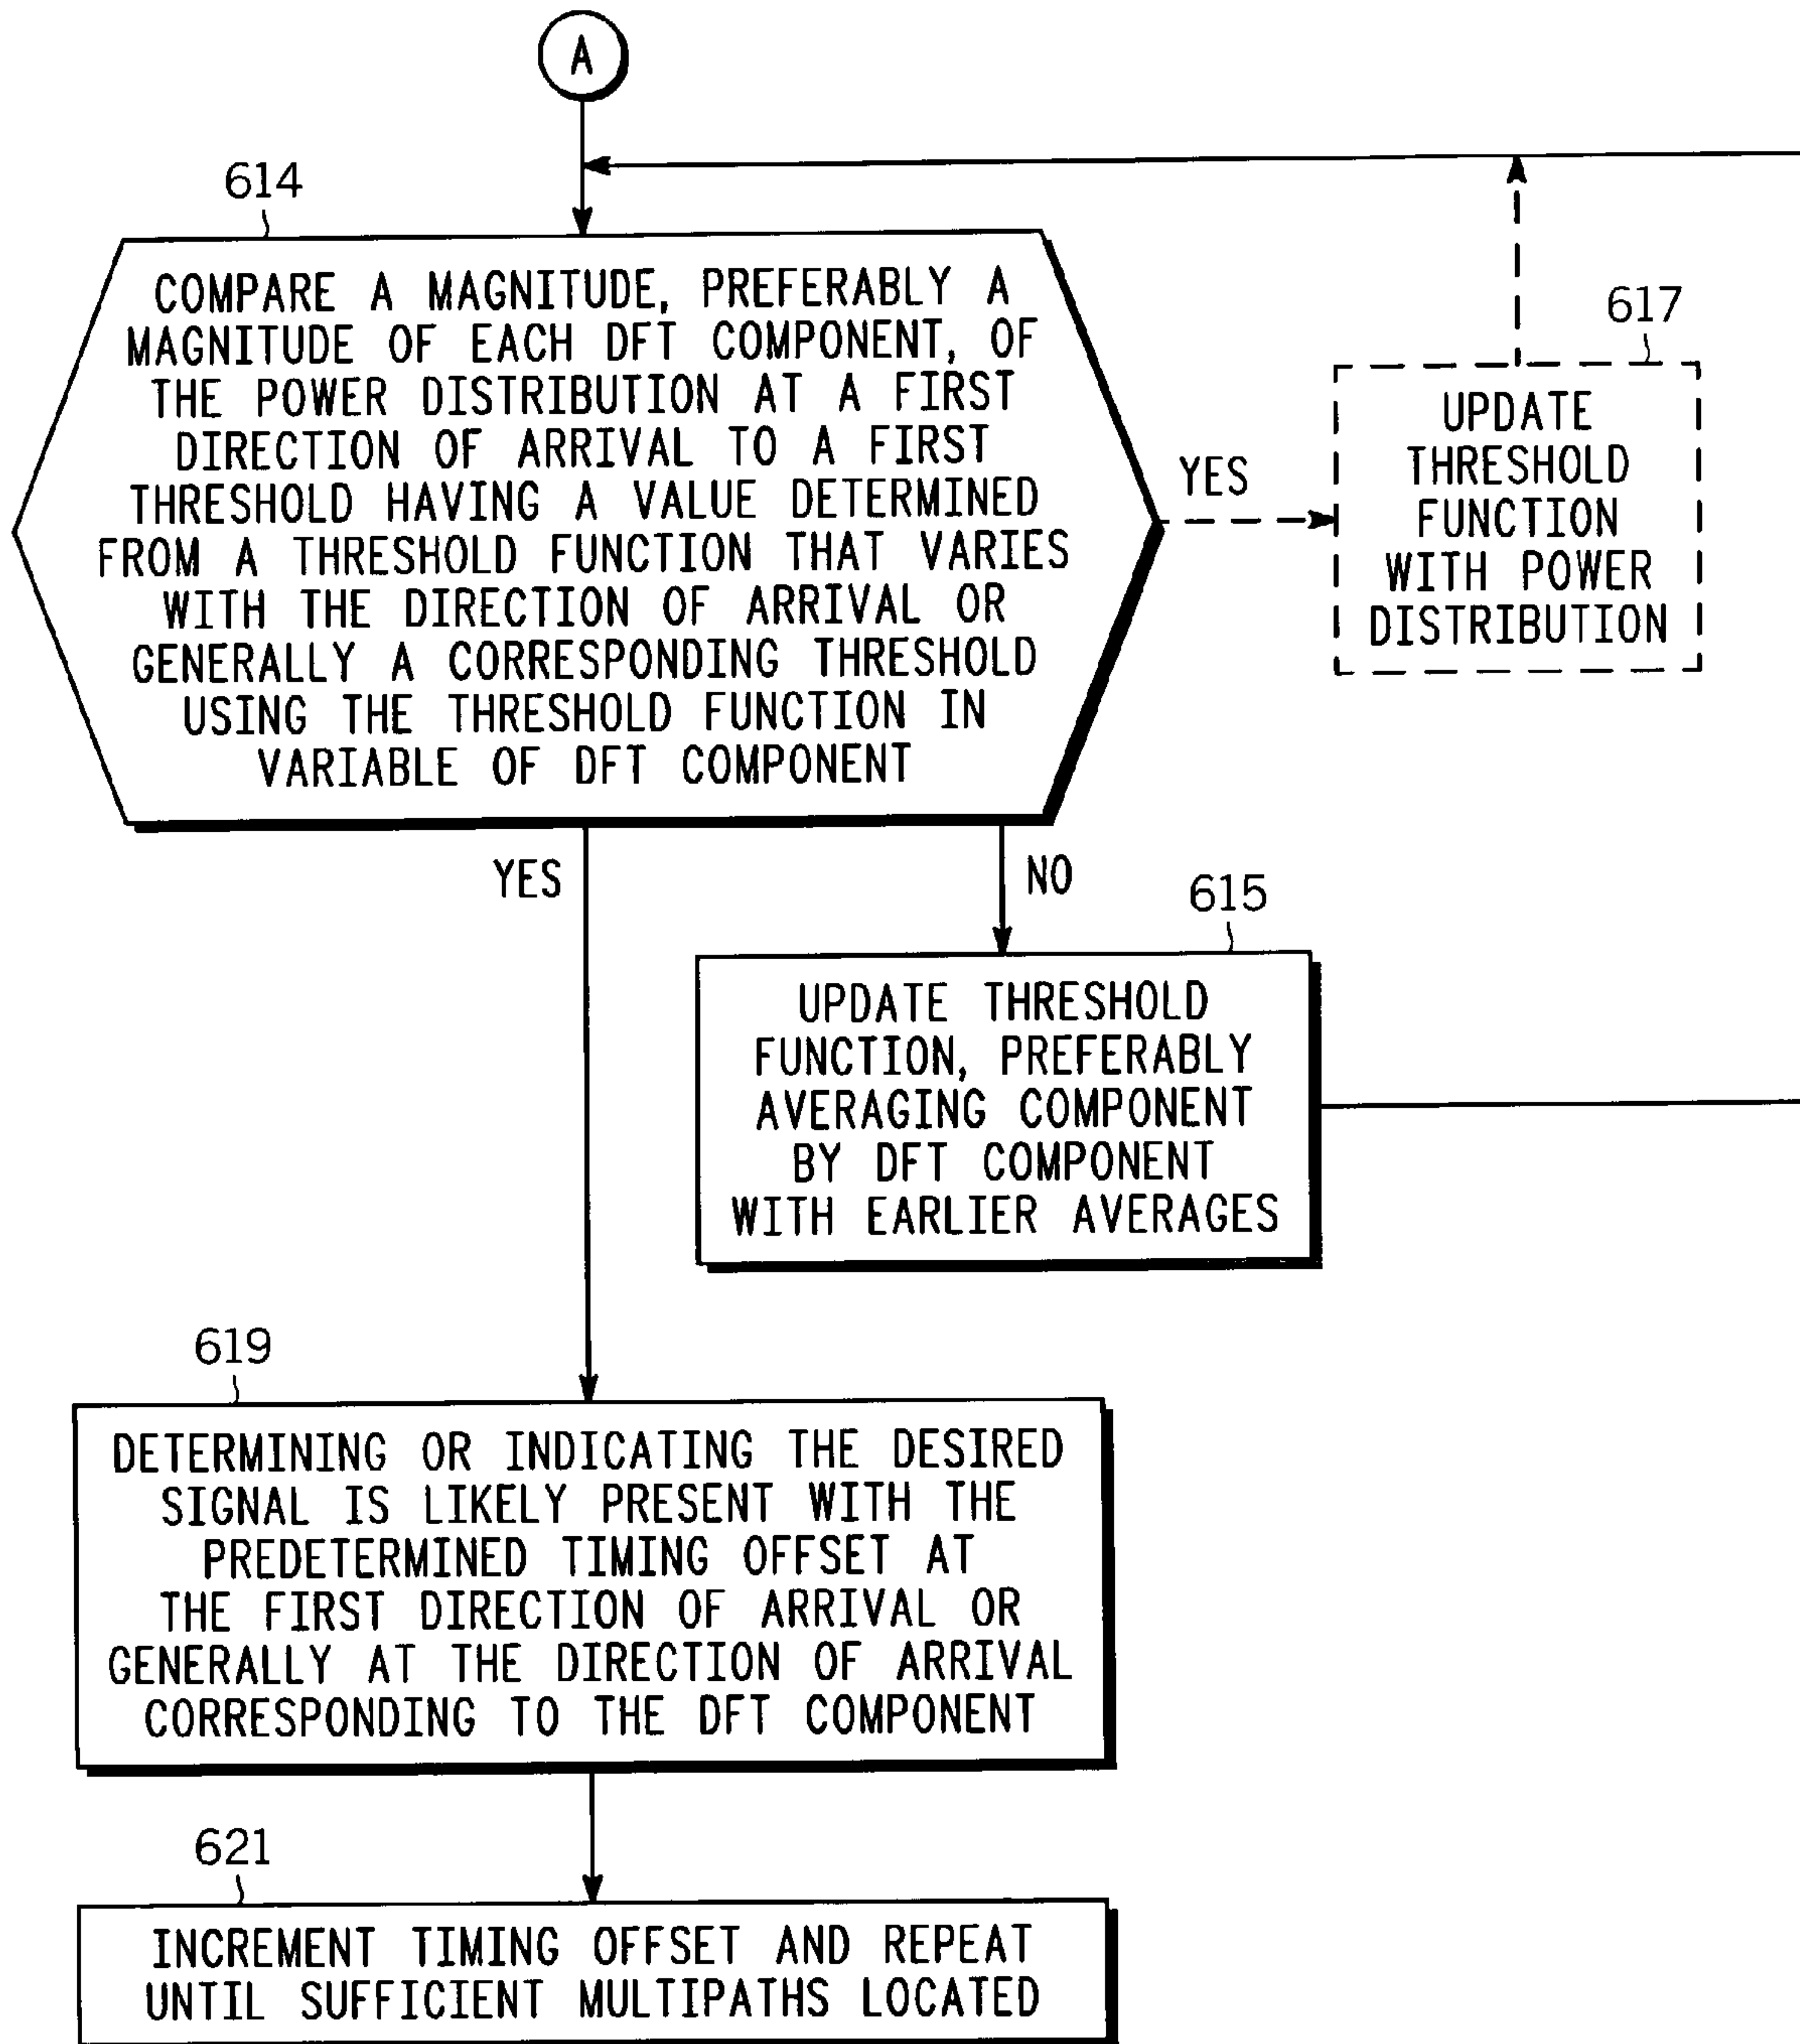 A
614
COMPARE A MAGNITUDE, PREFERABLY A
MAGNITUDE OF EACH DFT COMPONENT, OF
THE POWER DISTRIBUTION AT A FIRST
DIRECTION OF ARRIVAL TO A FIRST
THRESHOLD HAVING A VALUE DETERMINED
FROM A THRESHOLD FUNCTION THAT VARIES
WITH THE DIRECTION OF ARRIVAL OR
GENERALLY A CORRESPONDING THRESHOLD
USING THE THRESHOLD FUNCTION IN
VARIABLE OF DFT COMPONENT
YES
617
UPDATE
THRESHOLD
FUNCTION
WITH POWER
DISTRIBUTION
YES
NO
615
UPDATE THRESHOLD
FUNCTION, PREFERABLY
AVERAGING COMPONENT
BY DFT COMPONENT
WITH EARLIER AVERAGES
619
DETERMINING OR INDICATING THE DESIRED
SIGNAL IS LIKELY PRESENT WITH THE
PREDETERMINED TIMING OFFSET AT
THE FIRST DIRECTION OF ARRIVAL OR
GENERALLY AT THE DIRECTION OF ARRIVAL
CORRESPONDING TO THE DFT COMPONENT
621
INCREMENT TIMING OFFSET AND REPEAT
UNTIL SUFFICIENT MULTIPATHS LOCATED